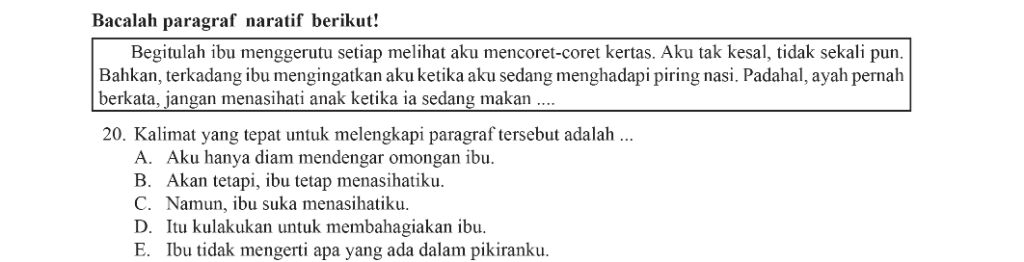 Bacalah paragraf naratif berikut!
Begitulah ibu menggerutu setiap melihat aku mencoret-coret kertas. Aku tak kesal, tidak sekali pun.
Bahkan, terkadang ibu mengingatkan aku ketika aku sedang menghadapi piring nasi. Padahal, ayah pernah
berkata, jangan menasihati anak ketika ia sedang makan ....
20. Kalimat yang tepat untuk melengkapi paragraf tersebut adalah ...
A. Aku hanya diam mendengar omongan ibu.
B. Akan tetapi, ibu tetap menasihatiku.
C. Namun, ibu suka menasihatiku.
D. Itu kulakukan untuk membahagiakan ibu.
E. Ibu tidak mengerti apa yang ada dalam pikiranku.